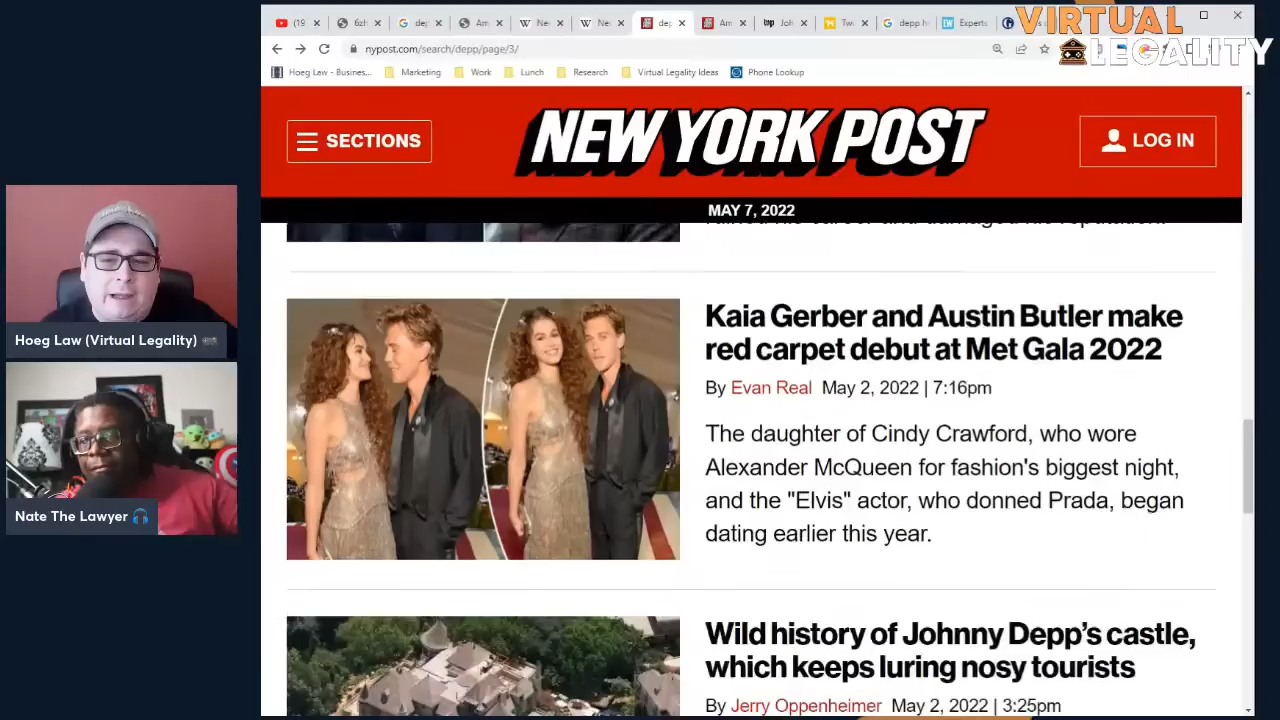 VIRTUAL
LEGALITY
nypost.com/search/depp/page/3/
Hoeg Law - Busines...
Marketing
Work
Lunch
Research
Virtual Legality Ideas
Phone Lookup
SECTIONS
NEW YORK POST
LOG IN
MAY 7, 2022
Kaia Gerber and Austin Butler make
red carpet debut at Met Gala 2022
By Evan Real May 2, 2022 | 7:16pm
The daughter of Cindy Crawford, who wore
Alexander McQueen for fashion's biggest night,
and the "Elvis" actor, who donned Prada, began
dating earlier this year.
Wild history of Johnny Depp's castle,
which keeps luring nosy tourists
By Jerry Oppenheimer May 2, 2022 | 3:25pm
Hoeg Law (Virtual Legality)
Nate The Lawyer